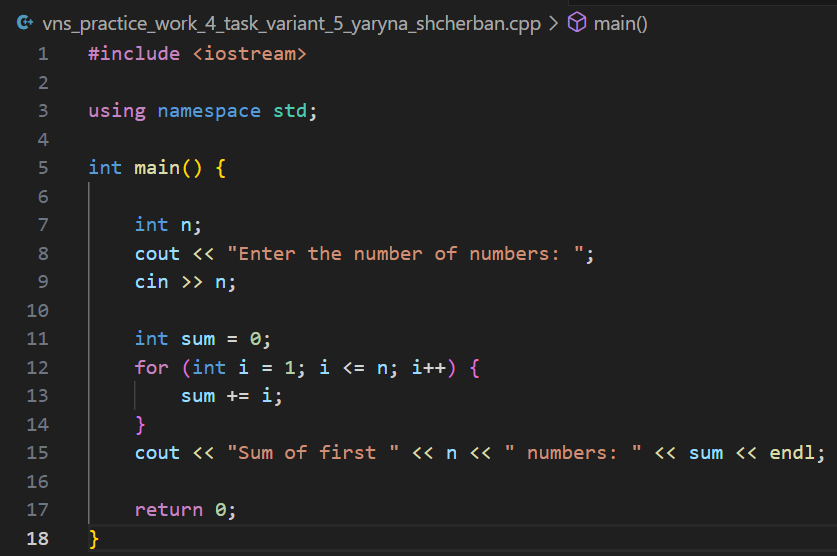 vns_practice_work_4_task_variant_5_yaryna_shcherban.cpp > main()
1 #include <iostream>
2
3 using namespace std;
4
5 int main() {
6
7 int n;
8 cout << "Enter the number of numbers: ";
9 cin >> n;
10
11 int sum = 0;
12 for (int i = 1; i <= n; i++) {
13 sum += i;
14 }
15 cout << "Sum of first " << n << " numbers: " << sum << endl;
16
17 return 0;
18 }